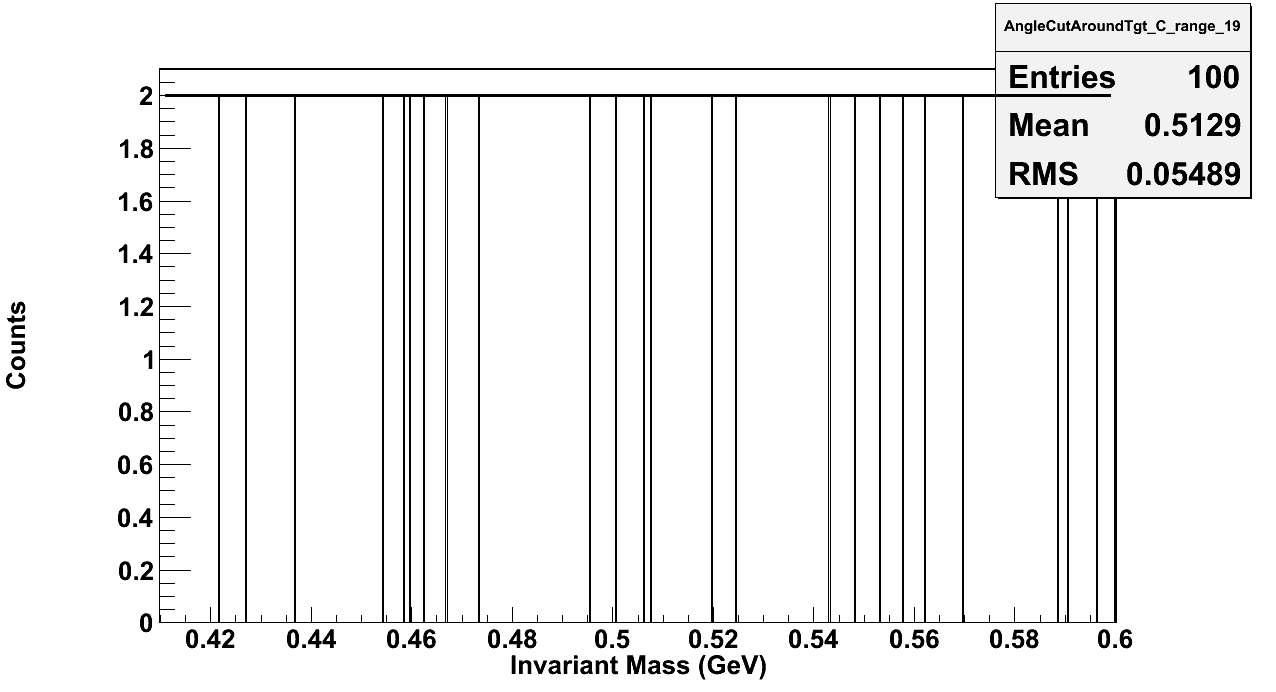 AngleCutAroundTgt_C_range_19
Entries 100
Mean 0.5129
RMS 0.05489
Counts
2
1.8
1.6
1.4
1.2
1
0.8
0.6
0.4
0.2
0
0.42 0.44 0.46 0.48 0.5 0.52 0.54 0.56 0.58 0.6
Invariant Mass (GeV)